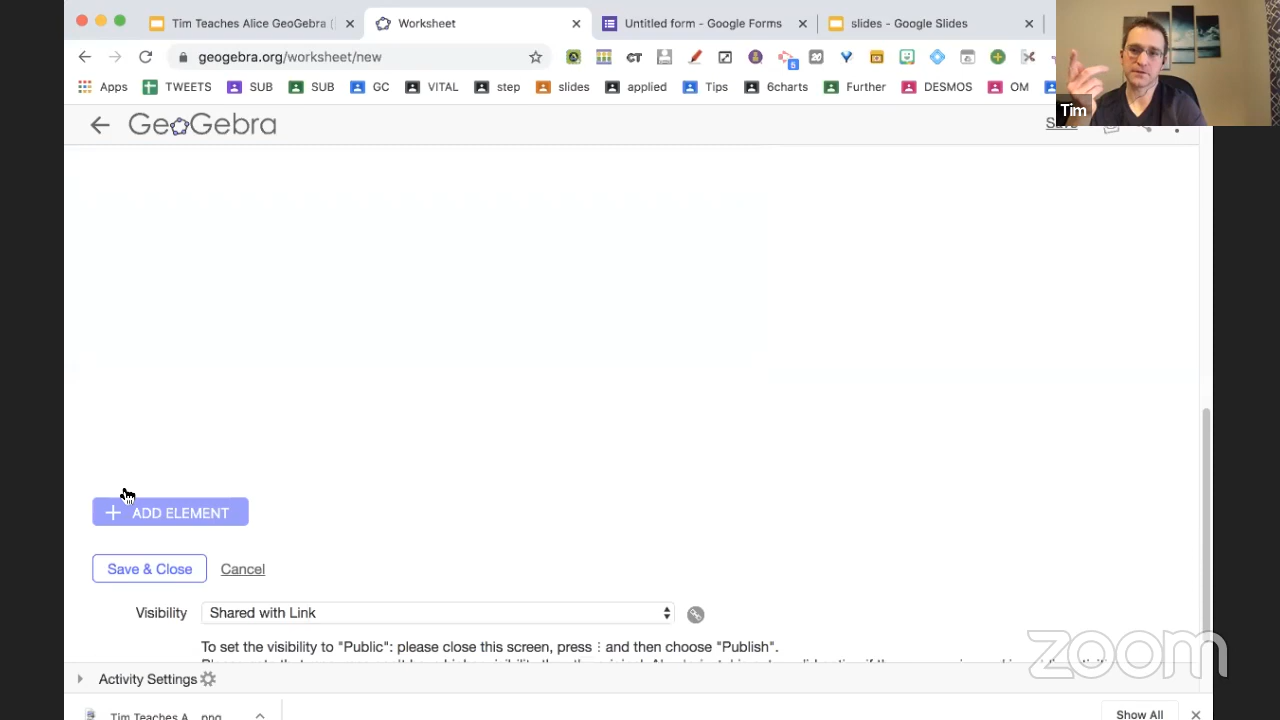 Tim Teaches Alice GeoGebra (
Worksheet
Untitled form - Google Forms
slides - Google Slides
geogebra.org/worksheet/new
Apps
TWEETS
SUB
SUB
GC
VITAL
step
slides
applied
Tips
6charts
Further
DESMOS
OM
Tim
GeoGebra
Save
+ ADD ELEMENT
Save & Close
Cancel
Visibility
Shared with Link
To set the visibility to "Public": please close this screen, press ⋮ and then choose "Publish".
Activity Settings
Tim Teaches A....png
Show All
zoom